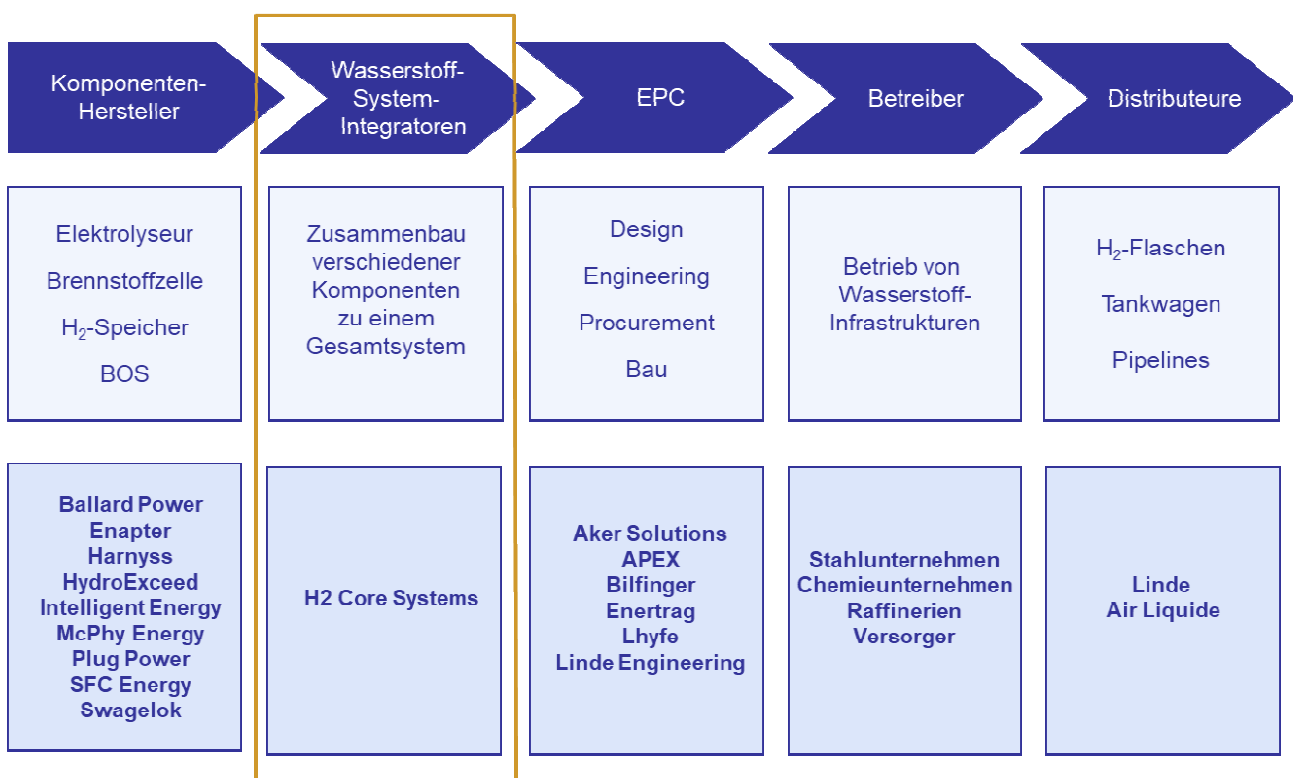 Komponenten-
Hersteller
Wasserstoff-
System-
Integratoren
EPC
Betreiber
Distributeure
Elektrolyseur
Brennstoffzelle
H₂-Speicher
BOS
Zusammenbau
verschiedener
Komponenten
zu einem
Gesamtsystem
Design
Engineering
Procurement
Bau
Betrieb von
Wasserstoff-
Infrastrukturen
H₂-Flaschen
Tankwagen
Pipelines
Ballard Power
Enapter
Harnyss
HydroExceed
Intelligent Energy
McPhy Energy
Plug Power
SFC Energy
Swagelok
H2 Core Systems
Aker Solutions
APEX
Bilfinger
Enertrag
Lhyfe
Linde Engineering
Stahlunternehmen
Chemieunternehmen
Raffinerien
Versorger
Linde
Air Liquide